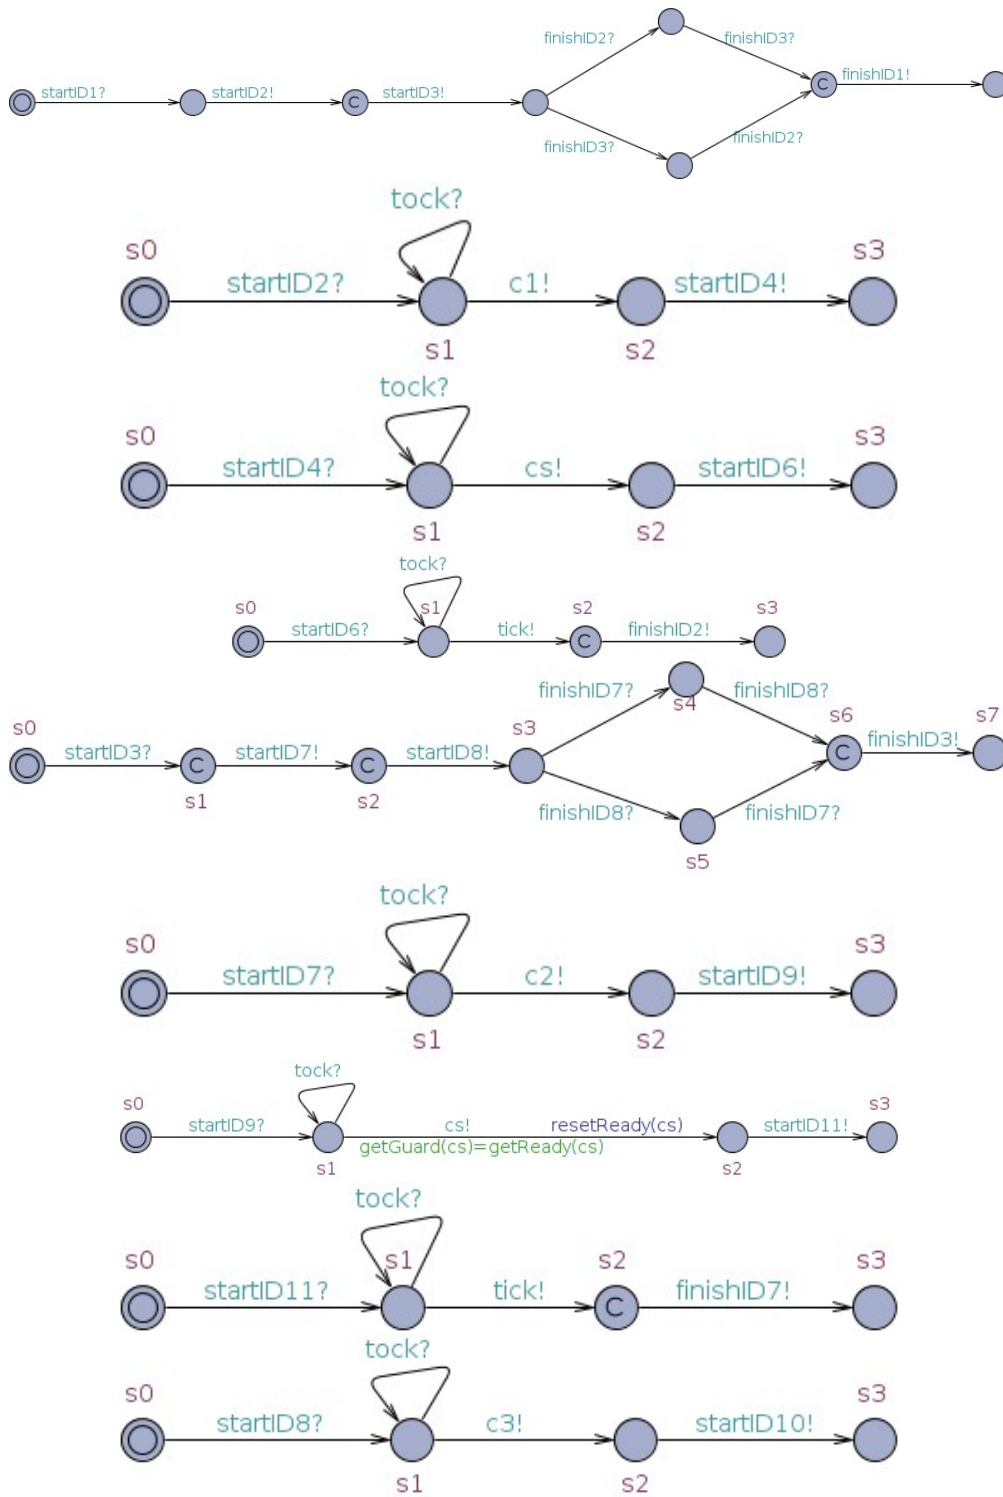 finishID2? finishID3?
startID1? startID2! C startID3! C finishID1!
finishID3? finishID2?
tock?
s0 s3
startID2? c1! startID4!
s1 s2
tock?
s0 s3
startID4? cs! startID6!
s1 s2
tock?
s0 s1 s2 s3
startID6? tick! C finishID2!
finishID7? s4 finishID8?
s0 s3 s6 s7
startID3? C startID7! C startID8! C finishID3!
s1 s2
finishID8? finishID7?
s5
tock?
s0 s3
startID7? c2! startID9!
s1 s2
tock?
s0 s3
startID9? cs! resetReady(cs) startID11!
s1 getGuard(cs)=getReady(cs) s2
tock?
s0 s1 s2 s3
startID11? tick! C finishID7!
tock?
s0 s3
startID8? c3! startID10!
s1 s2